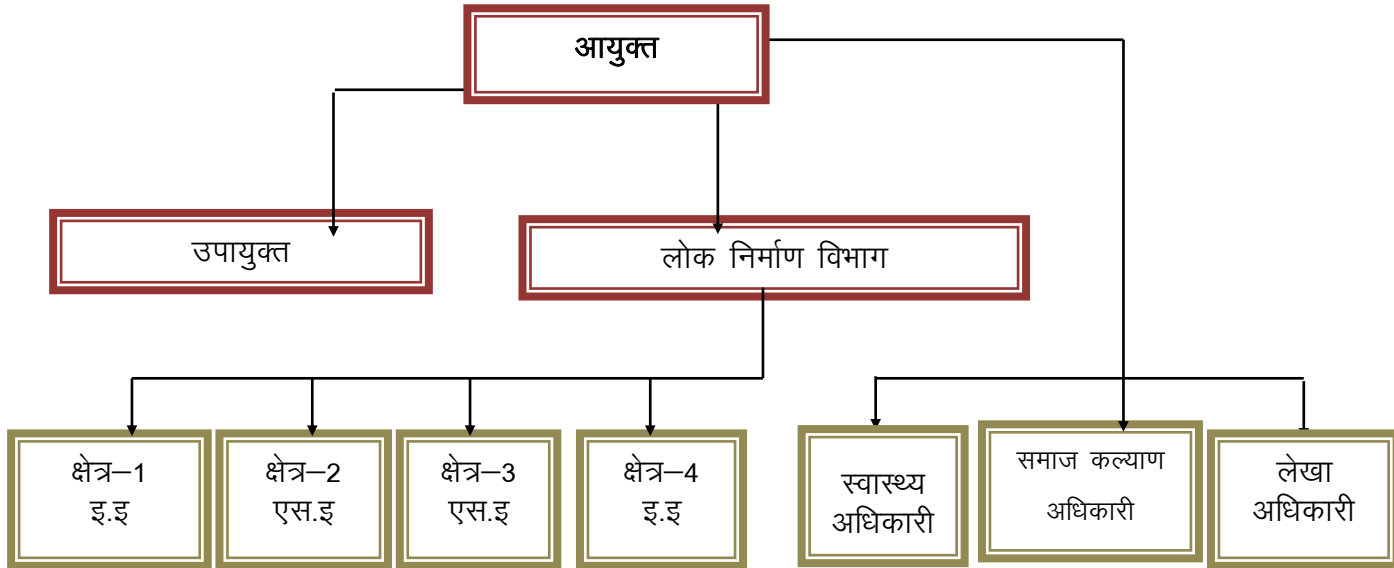 आयुक्त
उपायुक्त
लोक निर्माण विभाग
क्षेत्र–1
इ.इ
क्षेत्र–2
एस.इ
क्षेत्र–3
एस.इ
क्षेत्र–4
इ.इ
स्वास्थ्य
अधिकारी
समाज कल्याण
अधिकारी
लेखा
अधिकारी